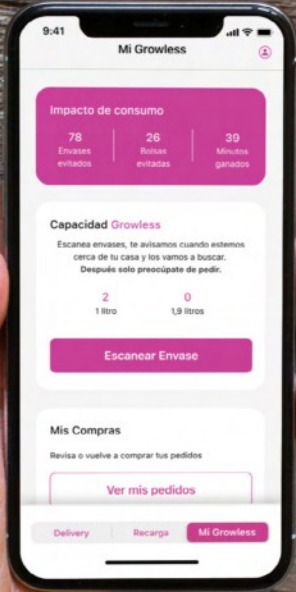 9:41
Mi Growless
Impacto de consumo
78 26 39
Envases Bolsas Minutos
evitados evitadas ganados
Capacidad Growless
Escanea envases, te avisamos cuando estemos
cerca de tu casa y los vamos a buscar.
Después solo preocúpate de pedir.
2 0
1 litro 1,9 litros
Escanear Envase
Mis Compras
Revisa o vuelve a comprar tus pedidos
Ver mis pedidos
Delivery Recarga Mi Growless